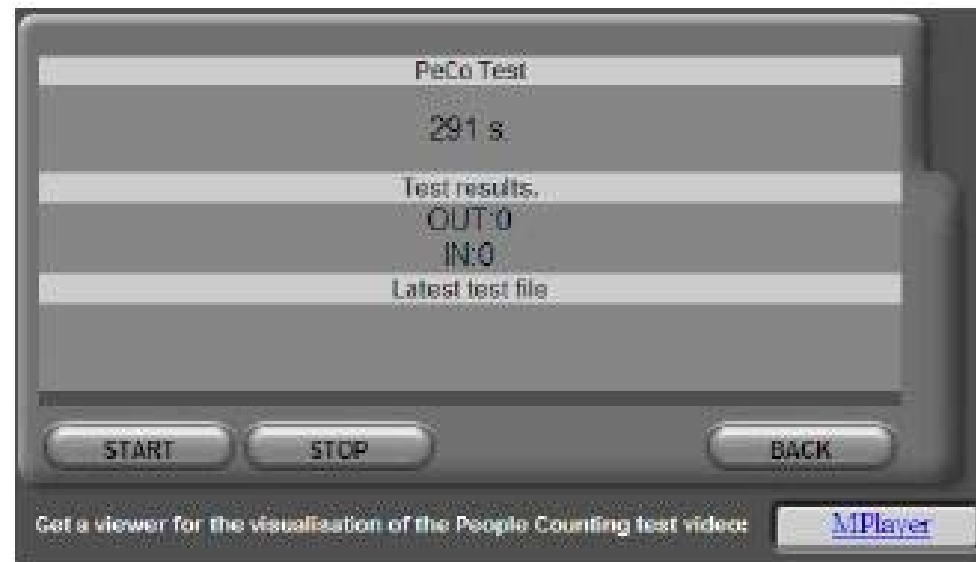 PeCo Test
291 s.
Test results.
OUT:0
IN:0
Latest test file
START STOP BACK
Get a viewer for the visualisation of the People Counting test video: MPlayer